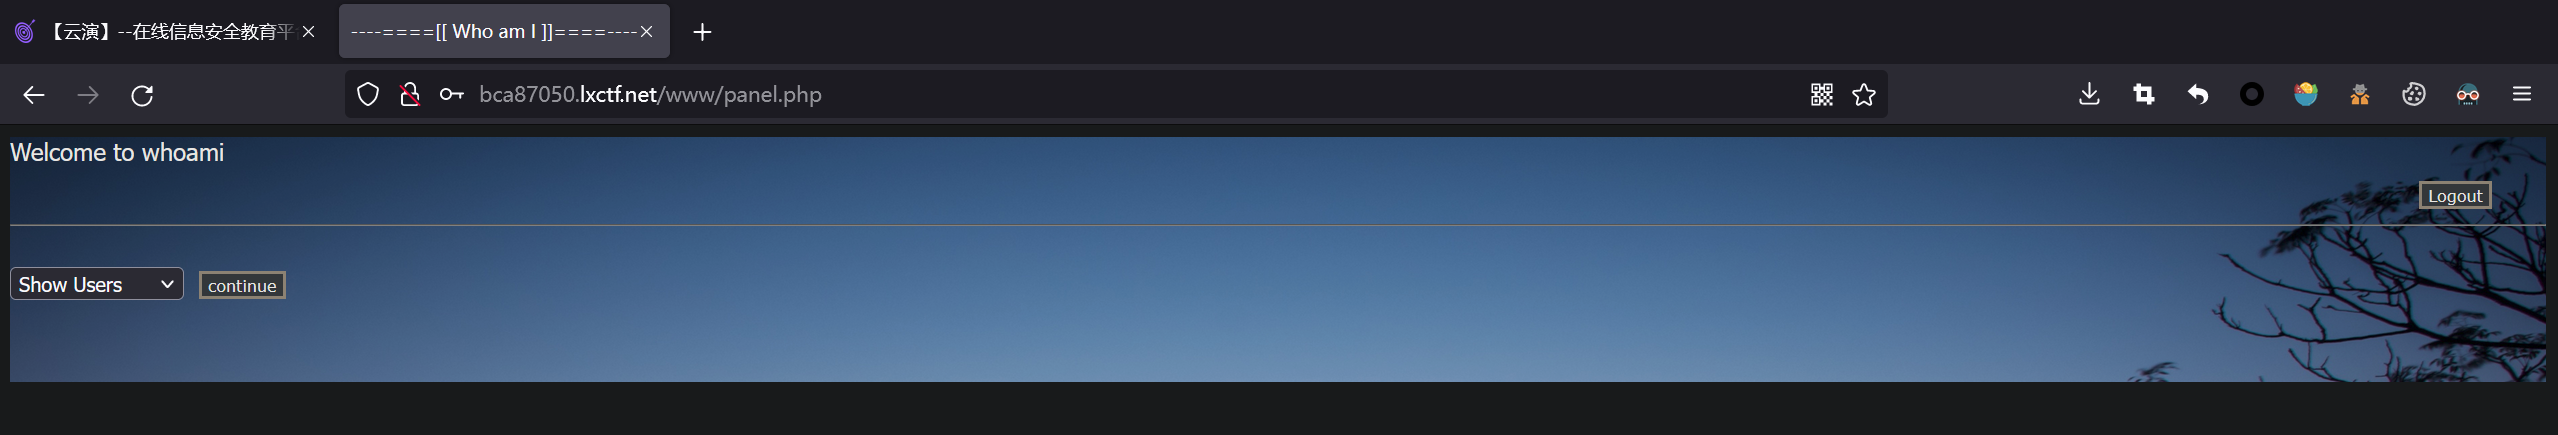 【云演】--在线信息安全教育平
----====[[ Who am I ]]====----
bca87050.lxctf.net/www/panel.php
Welcome to whoami
Logout
Show Users
continue